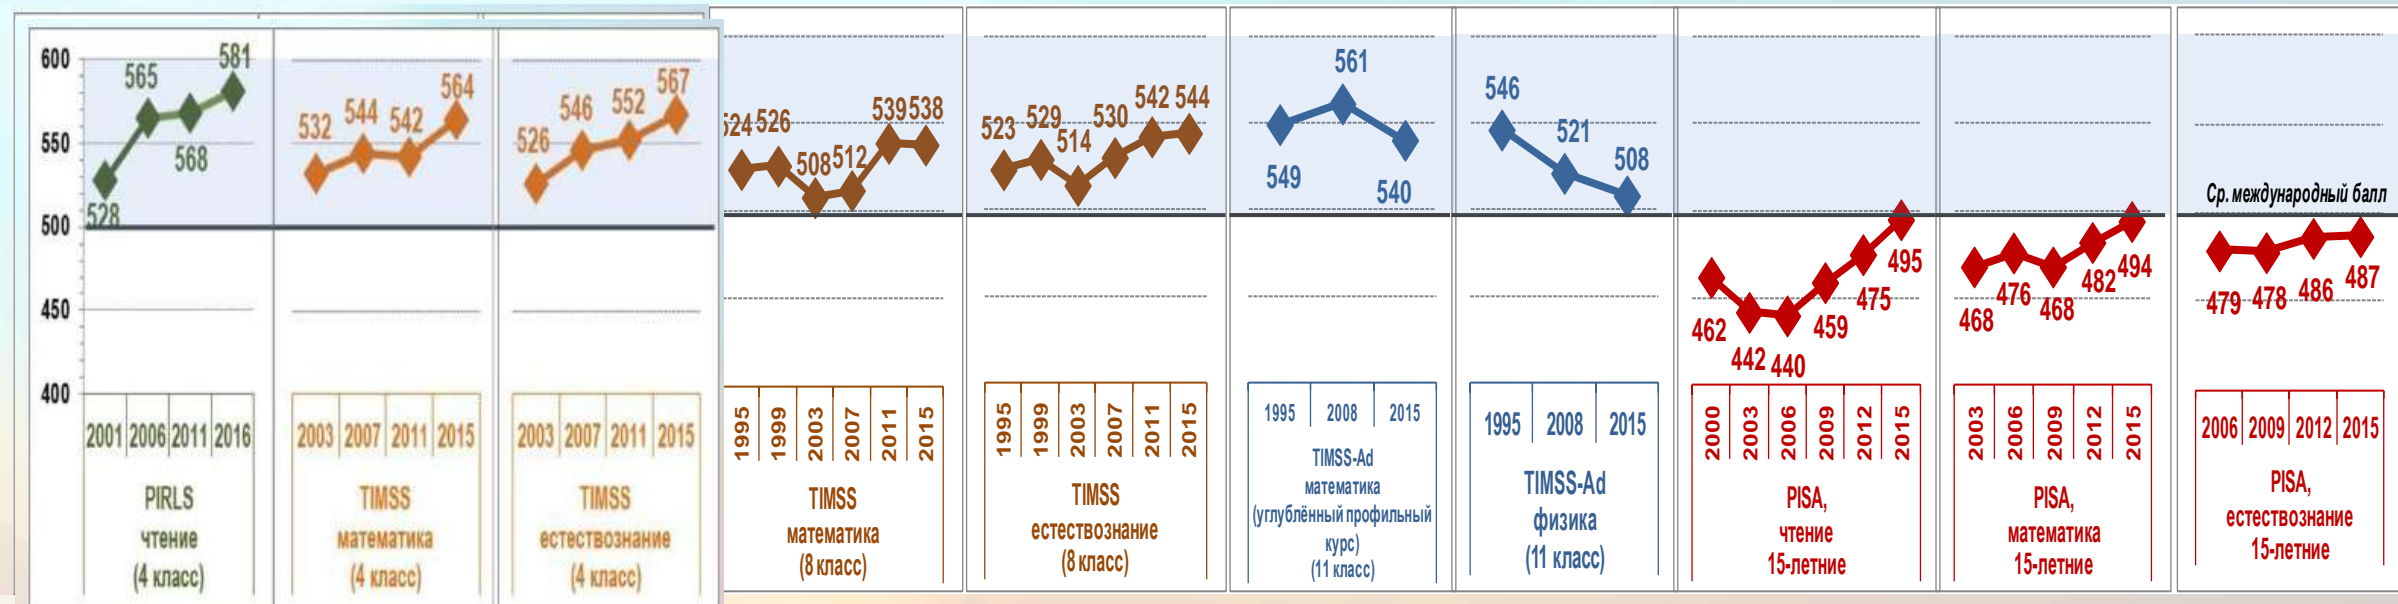 600
550
500
450
400
528
565
568
581
2001 2006 2011 2016
PIRLS
чтение
(4 класс)
532
544
542
564
2003 2007 2011 2015
TIMSS
математика
(4 класс)
526
546
552
567
2003 2007 2011 2015
TIMSS
естествознание
(4 класс)
524
526
508
512
539
538
1995 1999 2003 2007 2011 2015
TIMSS
математика
(8 класс)
523
529
514
530
542
544
1995 1999 2003 2007 2011 2015
TIMSS
естествознание
(8 класс)
549
561
540
1995 2008 2015
TIMSS-Ad
математика
(углублённый профильный
курс)
(11 класс)
546
521
508
1995 2008 2015
TIMSS-Ad
физика
(11 класс)
462
442
440
459
475
495
2000 2003 2006 2009 2012 2015
PISA,
чтение
15-летние
468
476
468
482
494
2003 2006 2009 2012 2015
PISA,
математика
15-летние
Ср. международный балл
479
478
486
487
2006 2009 2012 2015
PISA,
естествознание
15-летние